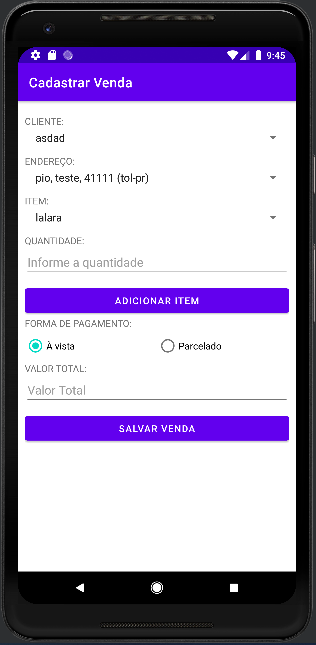 9:45
Cadastrar Venda
CLIENTE:
asdad
ENDEREÇO:
pio, teste, 41111 (tol-pr)
ITEM:
lalara
QUANTIDADE:
Informe a quantidade
ADICIONAR ITEM
FORMA DE PAGAMENTO:
À vista Parcelado
VALOR TOTAL:
Valor Total
SALVAR VENDA